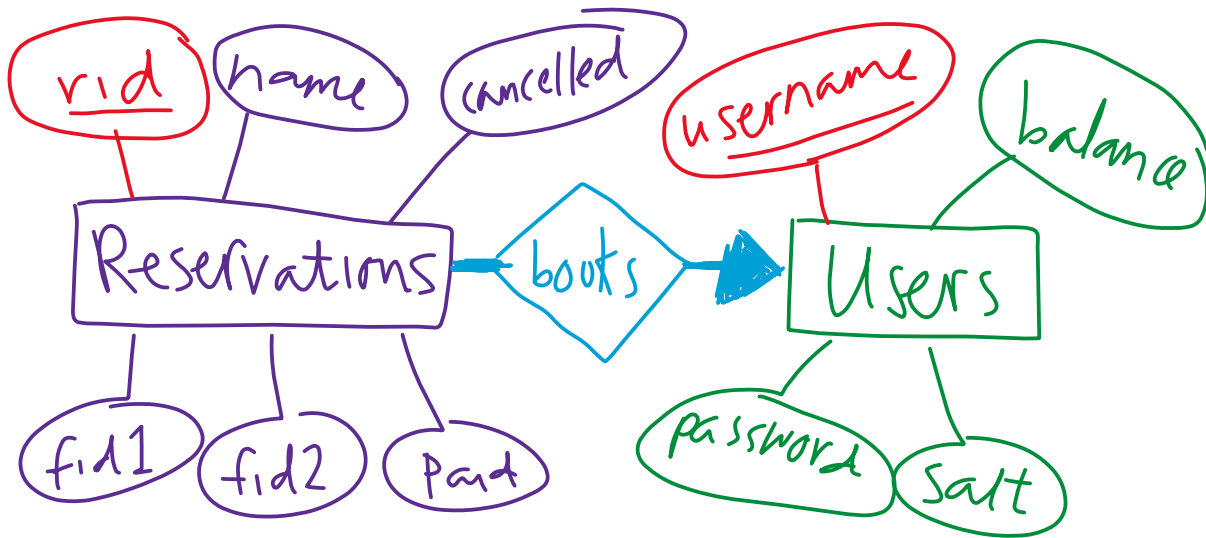 rid
name
cancelled
username
balance
Reservations
books
Users
fid1
fid2
Paid
password
salt